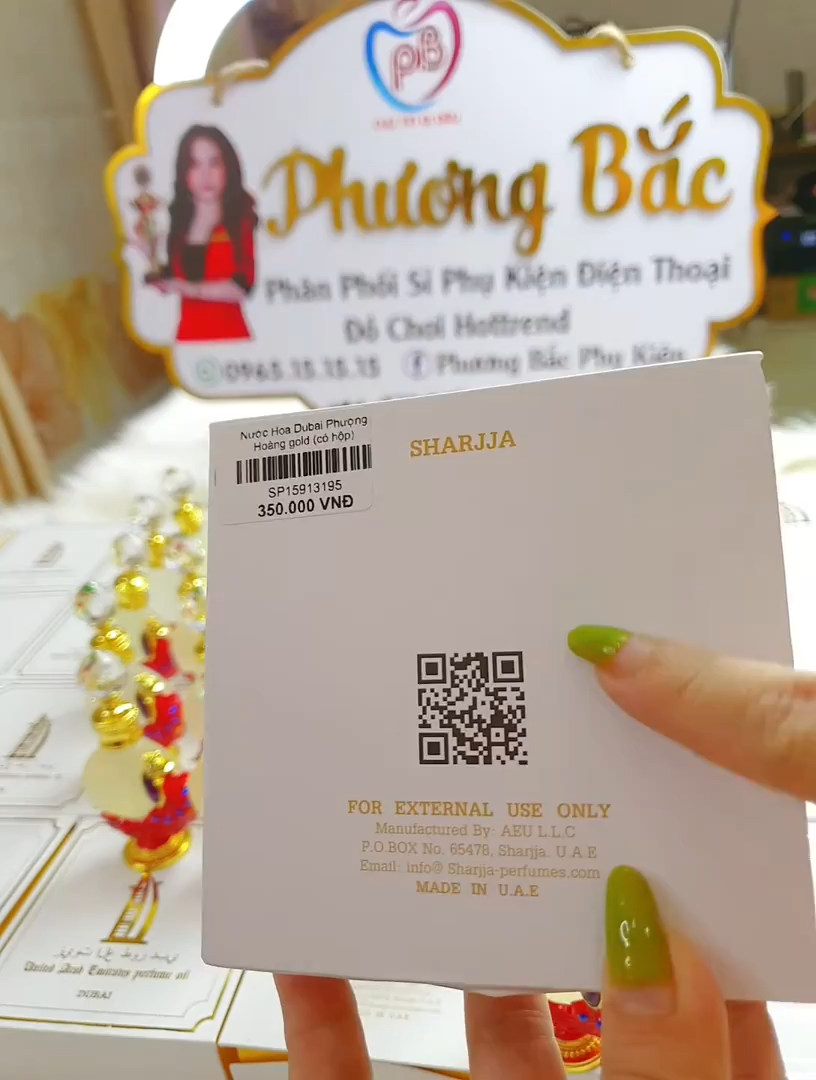 PB
Phương Bắc
Phân Phối Sỉ Phụ Kiện Điện Thoại
Đồ Chơi Hottrend
0965.15.15.15 Phương Bắc Phụ Kiện
Nước Hoa Dubai Phượng
Hoàng gold (có hộp)
SP15913195
350.000 VNĐ
SHARJJA
FOR EXTERNAL USE ONLY
Manufactured By: AEU L.L.C
P.O.BOX No. 65478, Sharjja. U.A.E
Email: info@ Sharjja-perfumes.com
MADE IN U.A.E
United Arab Emirates perfume oil
DUBAI